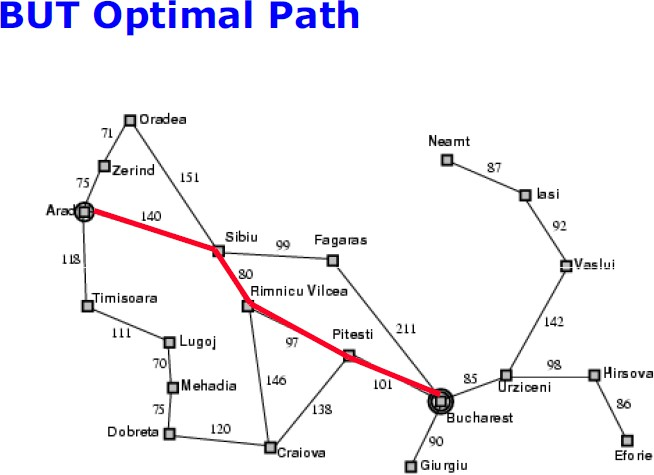 BUT Optimal Path
Oradea
71
Neamt
Zerind
87
75
151
Iasi
Arad
140
92
Sibiu
99
Fagaras
118
80
Vaslui
Timisoara
Rimnicu Vilcea
142
111
211
Lugoj
97
Pitesti
70
98
Hirsova
146
101
85
Mehadia
Urziceni
75
138
86
Bucharest
Dobreta
120
90
Craiova
Eforie
Giurgiu